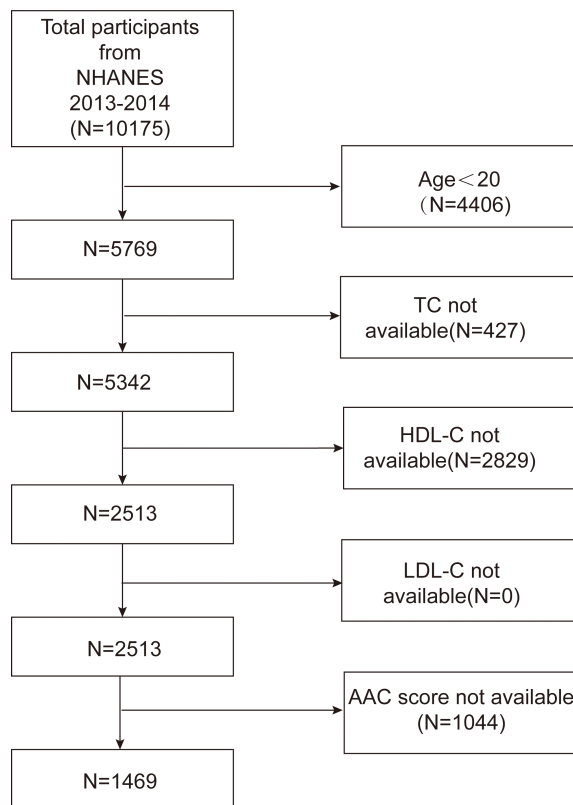 Total participants
from
NHANES
2013-2014
(N=10175)
Age＜20
（N=4406)
N=5769
TC not
available(N=427)
N=5342
HDL-C not
available(N=2829)
N=2513
LDL-C not
available(N=0)
N=2513
AAC score not available
(N=1044)
N=1469